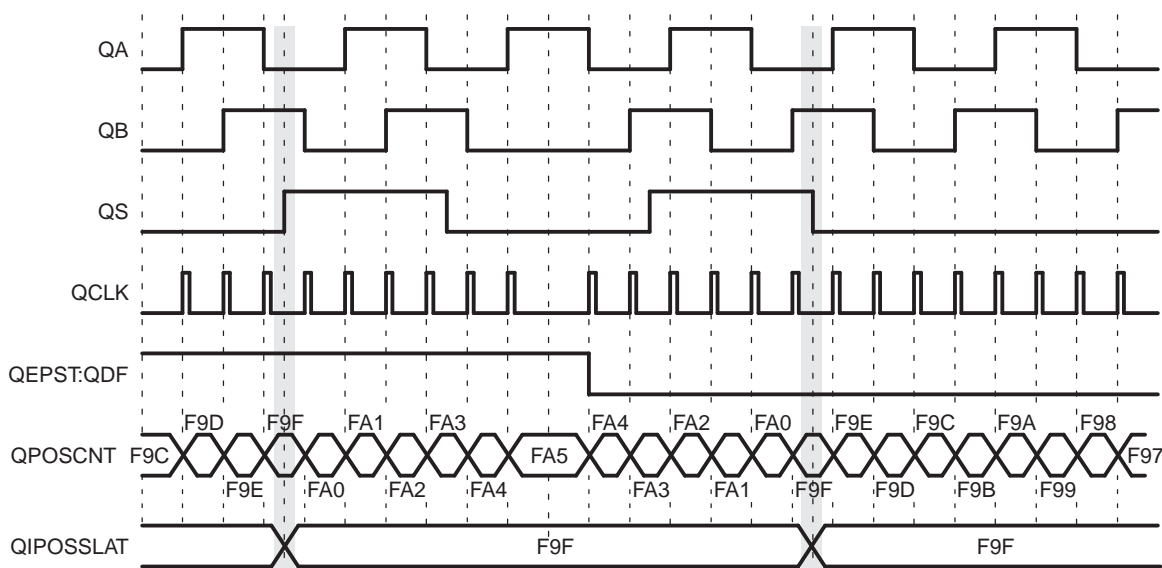 QA
QB
QS
QCLK
QEPST:QDF
F9D F9F FA1 FA3 FA4 FA2 FA0 F9E F9C F9A F98
QPOSCNT F9C FA5 F97
F9E FA0 FA2 FA4 FA3 FA1 F9F F9D F9B F99
QIPOSSLAT F9F F9F